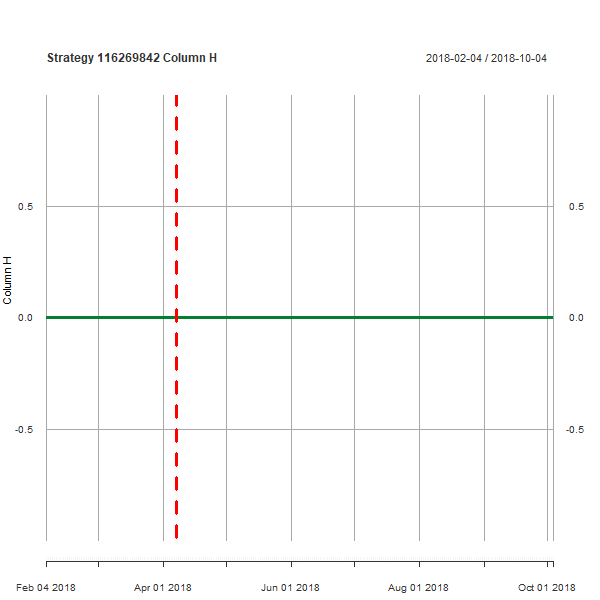 Strategy 116269842 Column H
2018-02-04 / 2018-10-04
0.5
0.5
Column H
0.0
0.0
-0.5
-0.5
Feb 04 2018
Apr 01 2018
Jun 01 2018
Aug 01 2018
Oct 01 2018